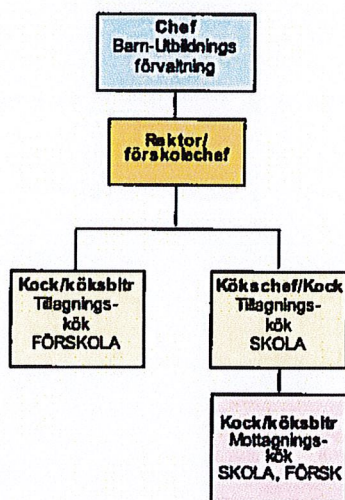 Chef
Barn-Utbildnings
förvaltning
Rektor/
förskolechef
Kock/köksbitr
Tillagnings-
kök
FÖRSKOLA
Kökschef/Kock
Tillagnings-
kök
SKOLA
Kock/köksbitr
Mottagnings-
kök
SKOLA, FÖRSK